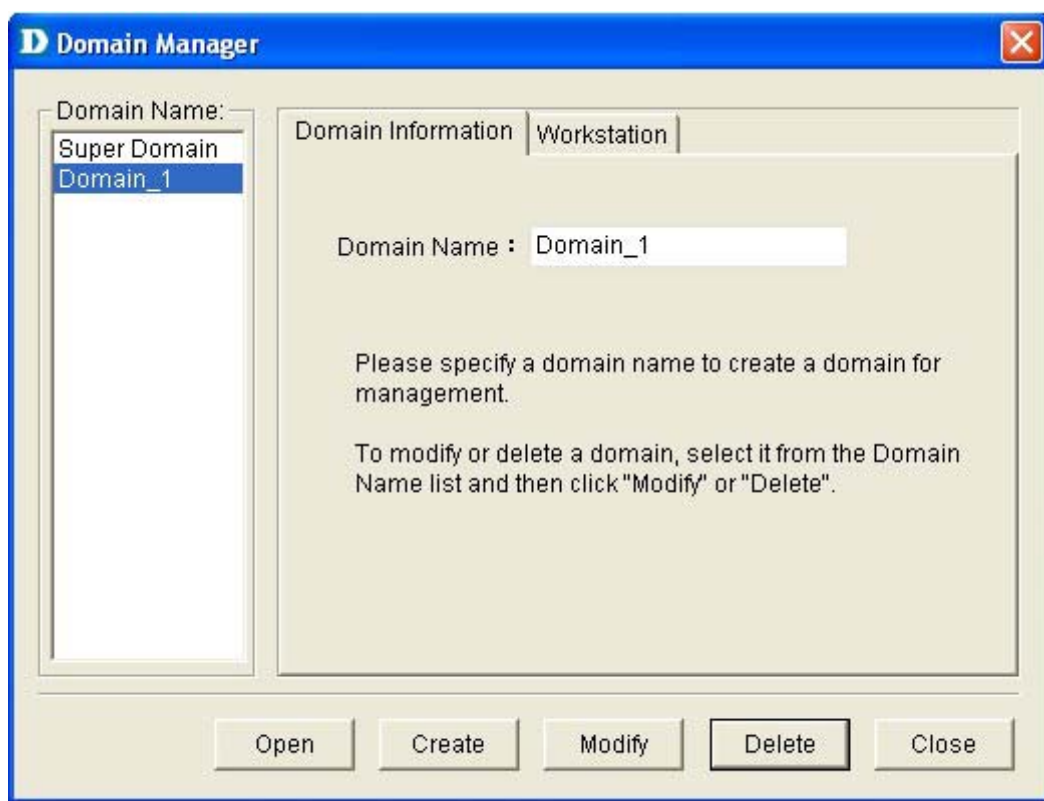 D Domain Manager
Domain Name:
Super Domain
Domain_1
Domain Information
Workstation
Domain Name : Domain_1
Please specify a domain name to create a domain for
management.
To modify or delete a domain, select it from the Domain
Name list and then click "Modify" or "Delete".
Open
Create
Modify
Delete
Close